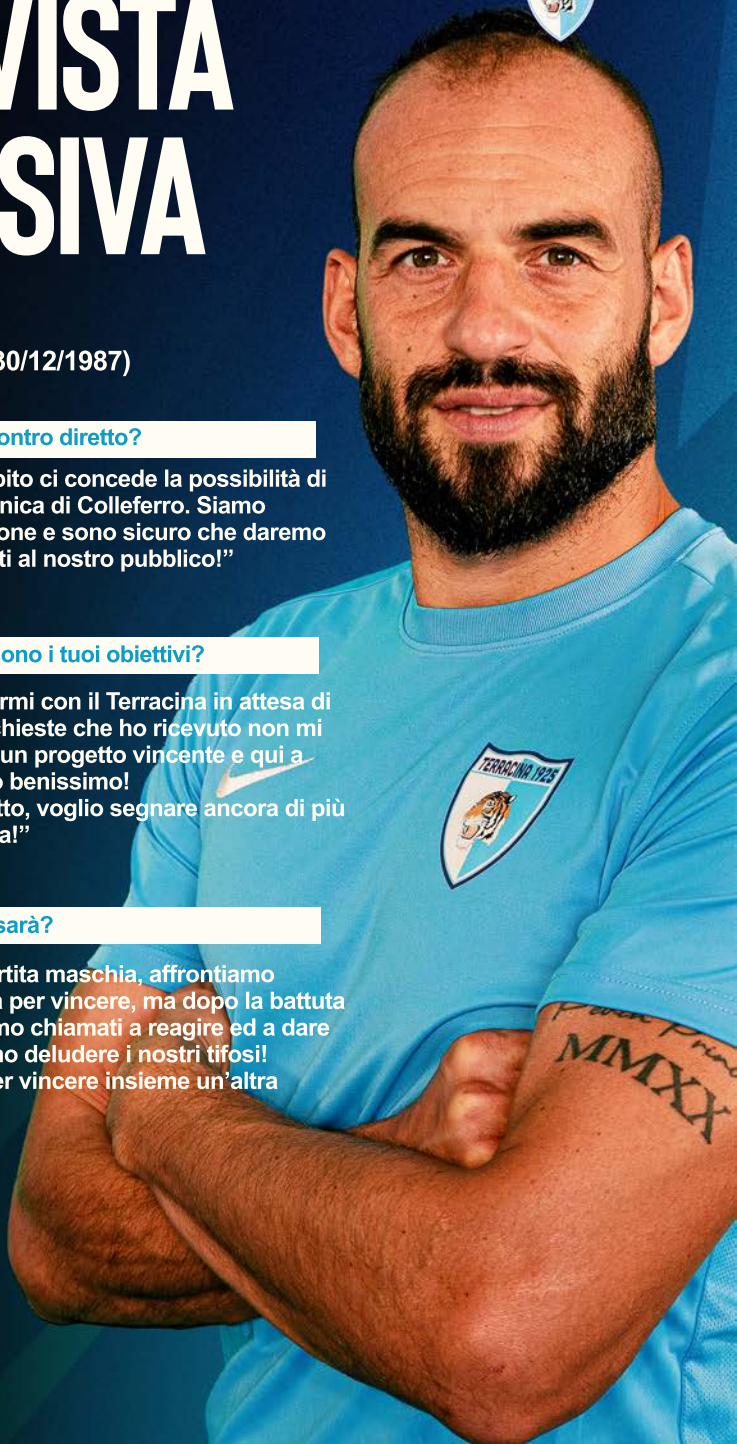 VISTA
SIVA
30/12/1987)
ontro diretto?
pito ci concede la possibilità di
nica di Colleferro. Siamo
one e sono sicuro che daremo
ti al nostro pubblico!”
ono i tuoi obiettivi?
rmi con il Terracina in attesa di
chieste che ho ricevuto non mi
un progetto vincente e qui a
o benissimo!
tto, voglio segnare ancora di più
a!”
TERRACINA 1925
sarà?
rtita maschia, affrontiamo
a per vincere, ma dopo la battuta
mo chiamati a reagire ed a dare
no deludere i nostri tifosi!
er vincere insieme un’altra
MMXX